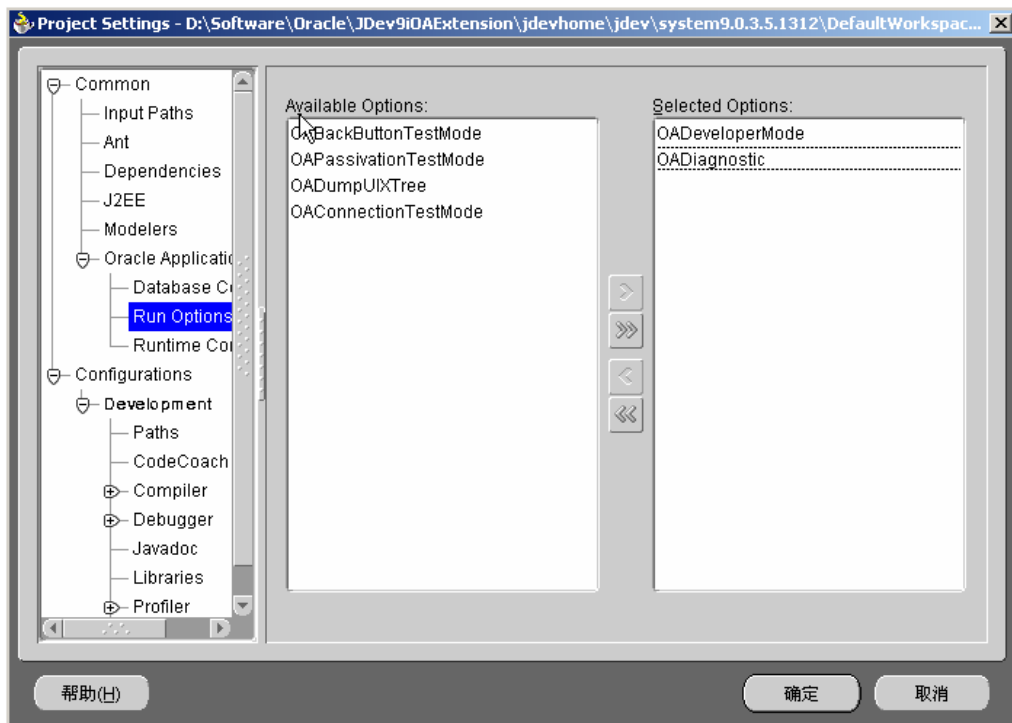 Project Settings - D:\Software\Oracle\JDev9iOAExtension\jdevhome\jdev\system9.0.3.5.1312\DefaultWorkspac...
Common
Input Paths
Ant
Dependencies
J2EE
Modelers
Oracle Applicatio
Database Co
Run Options
Runtime Con
Configurations
Development
Paths
CodeCoach
Compiler
Debugger
Javadoc
Libraries
Profiler
Available Options:
OABackButtonTestMode
OAPassivationTestMode
OADumpUIXTree
OAConnectionTestMode
Selected Options:
OADeveloperMode
OADiagnostic
帮助(H)
确定
取消